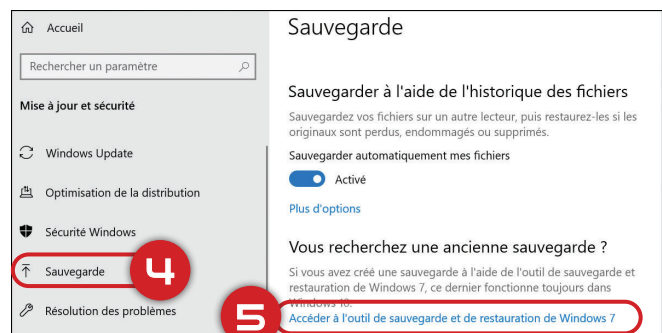 Accueil
Rechercher un paramètre
Mise à jour et sécurité
Windows Update
Optimisation de la distribution
Sécurité Windows
Sauvegarde
4
Résolution des problèmes
Sauvegarde
Sauvegarder à l'aide de l'historique des fichiers
Sauvegardez vos fichiers sur un autre lecteur, puis restaurez-les si les
originaux sont perdus, endommagés ou supprimés.
Sauvegarder automatiquement mes fichiers
Activé
Plus d'options
Vous recherchez une ancienne sauvegarde ?
Si vous avez créé une sauvegarde à l'aide de l'outil de sauvegarde et
restauration de Windows 7, ce dernier fonctionne toujours dans
Windows 10.
5
Accéder à l'outil de sauvegarde et de restauration de Windows 7